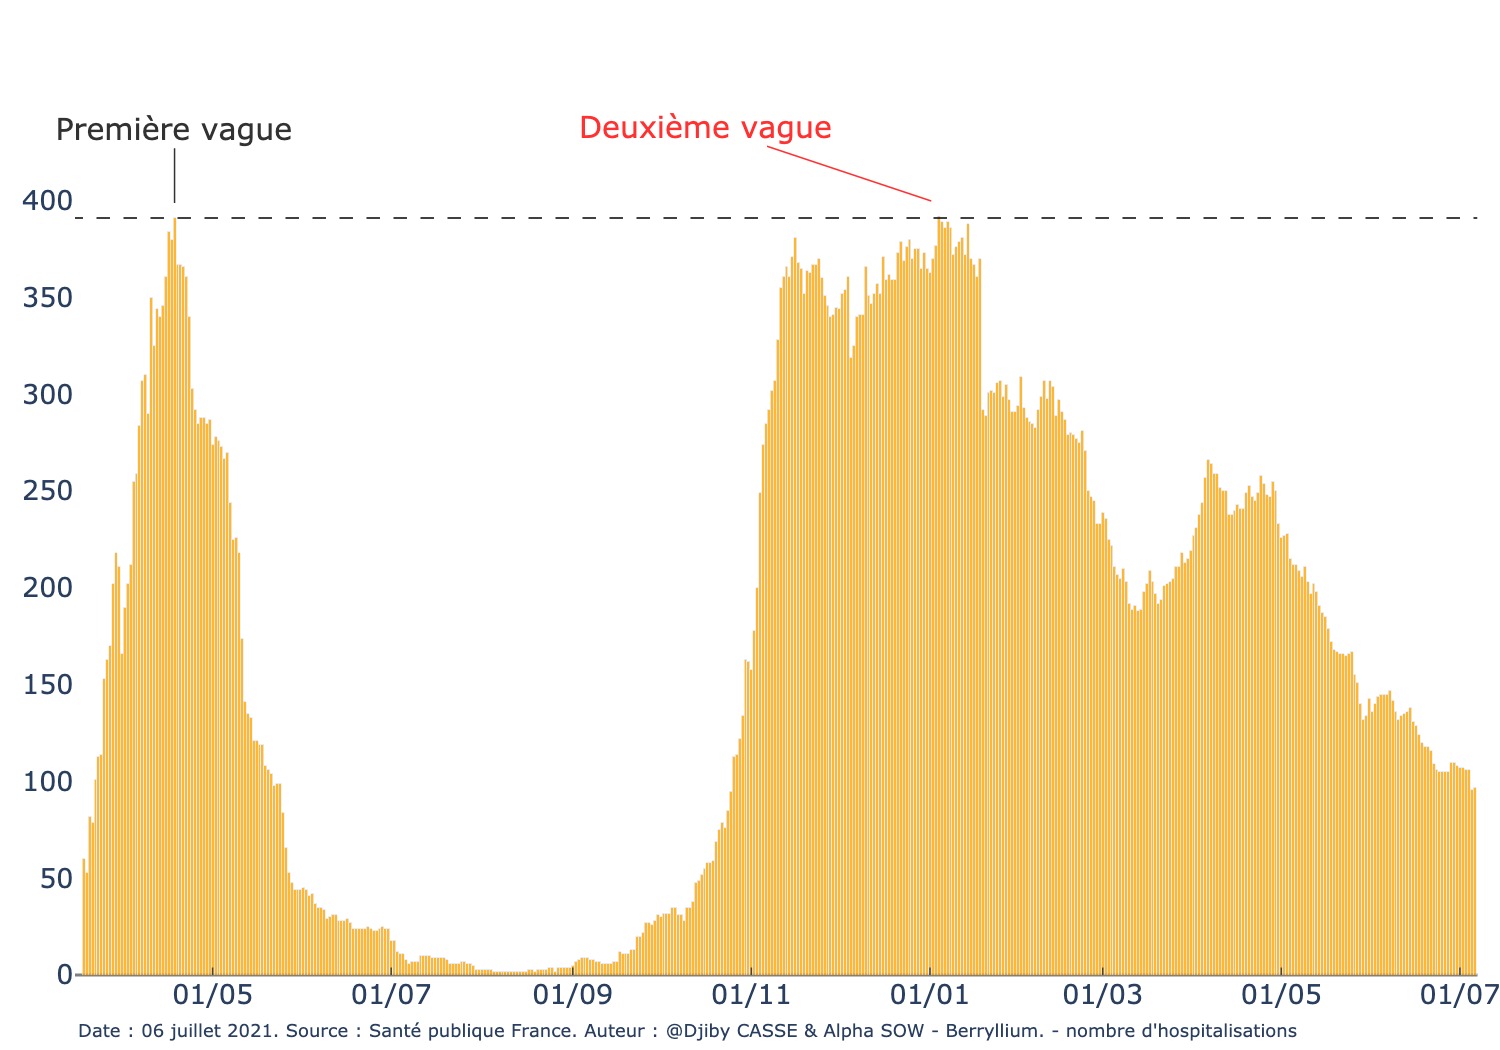 Première vague
Deuxième vague
400
350
300
250
200
150
100
50
0
01/05 01/07 01/09 01/11 01/01 01/03 01/05 01/07
Date : 06 juillet 2021. Source : Santé publique France. Auteur : @Djiby CASSE & Alpha SOW - Berryllium. - nombre d'hospitalisations